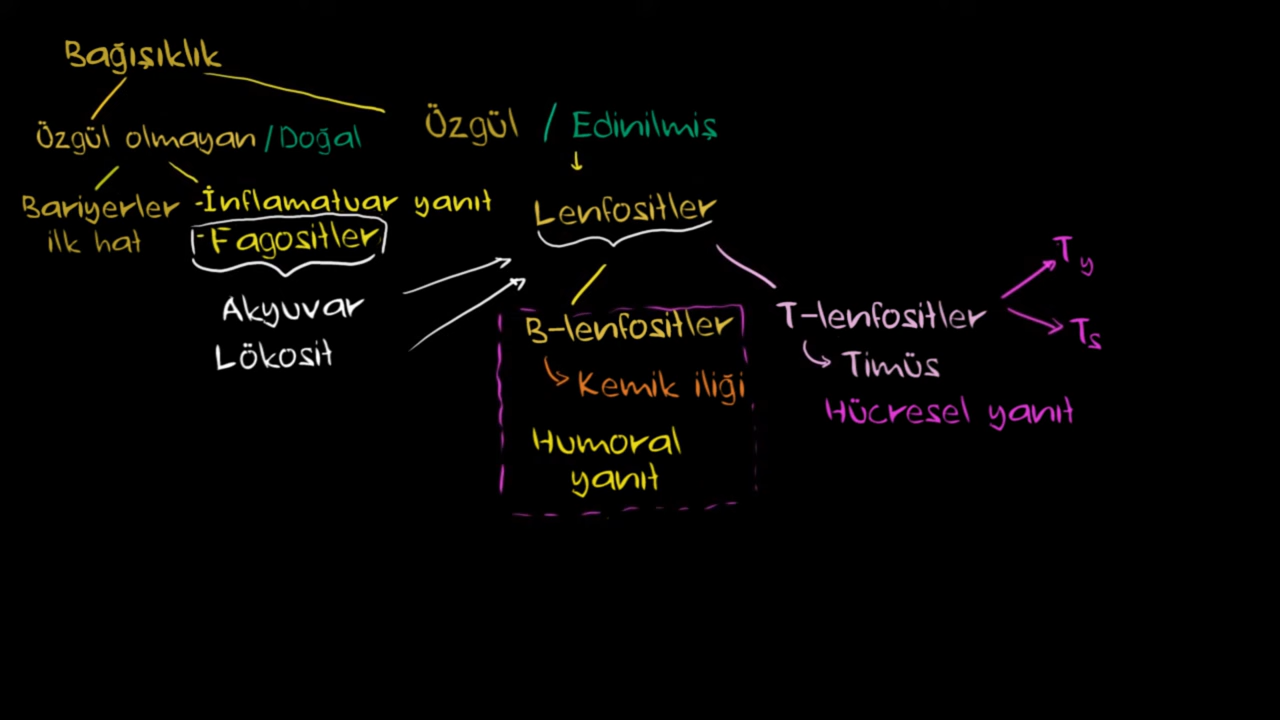 Bağışıklık
Özgül olmayan / Doğal
Özgül / Edinilmiş
Bariyerler
ilk hat
-İnflamatuar yanıt
-Fagositler
Akyuvar
Lökosit
Lenfositler
B-lenfositler
Kemik iliği
Humoral
yanıt
T-lenfositler
Timüs
Hücresel yanıt
Ty
Ts